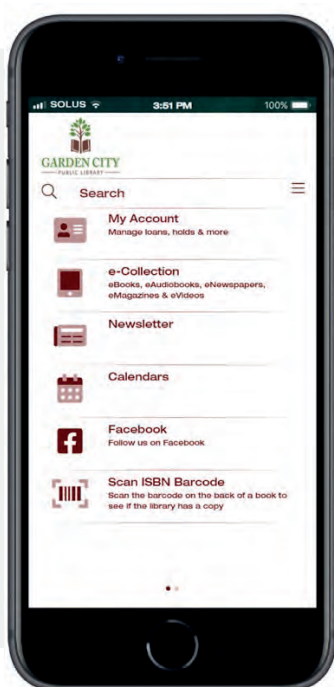 SOLUS
3:51 PM
100%
GARDEN CITY
PUBLIC LIBRARY
Search
My Account
Manage loans, holds & more
e-Collection
eBooks, eAudiobooks, eNewspapers,
eMagazines & eVideos
Newsletter
Calendars
Facebook
Follow us on Facebook
Scan ISBN Barcode
Scan the barcode on the back of a book to
see if the library has a copy